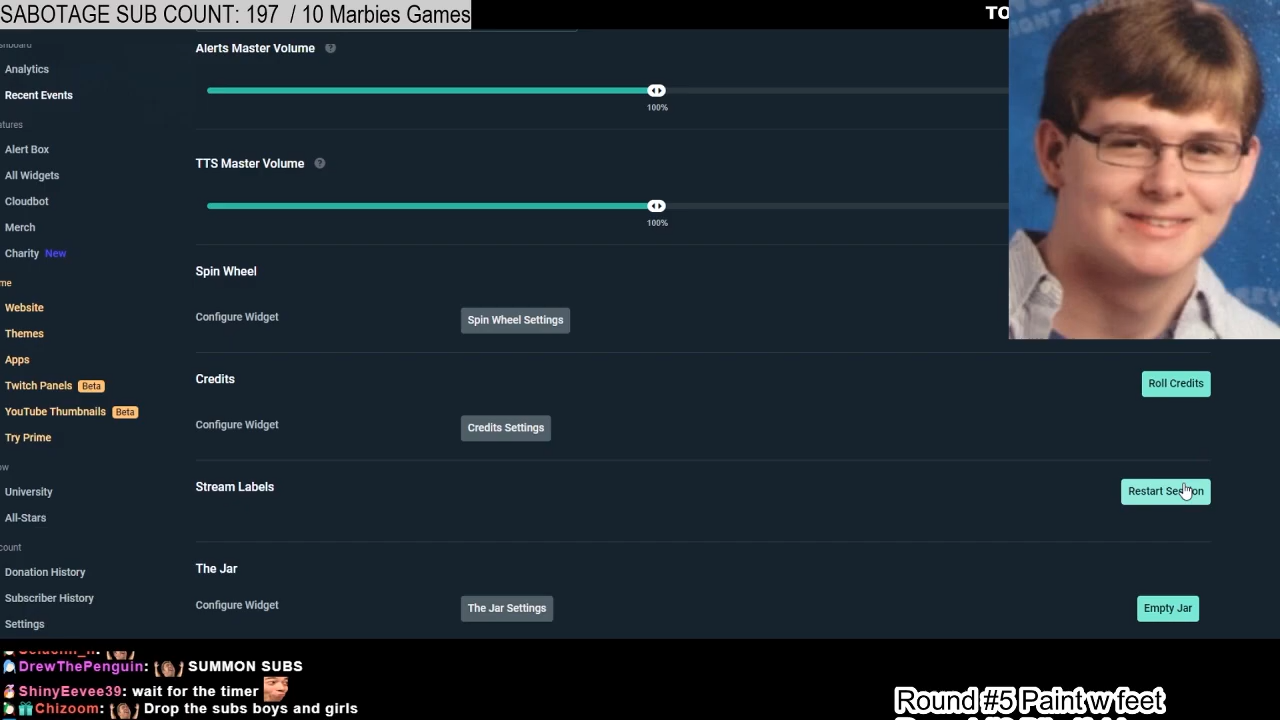 SABOTAGE SUB COUNT: 197 / 10 Marbies Games
TO
Alerts Master Volume ?
Analytics
Recent Events
100%
atures
Alert Box
TTS Master Volume ?
All Widgets
Cloudbot
100%
Merch
Charity New
Spin Wheel
me
Website
Configure Widget Spin Wheel Settings
Themes
Apps
Credits Roll Credits
Twitch Panels Beta
YouTube Thumbnails Beta
Configure Widget Credits Settings
Try Prime
ow
Stream Labels
University Restart
All-Stars
count
The Jar
Donation History
Subscriber History
Configure Widget The Jar Settings Empty Jar
Settings
DrewThePenguin: SUMMON SUBS
ShinyEevee39: wait for the timer
Chizoom: Drop the subs boys and girls
Round #5 Paint w feet